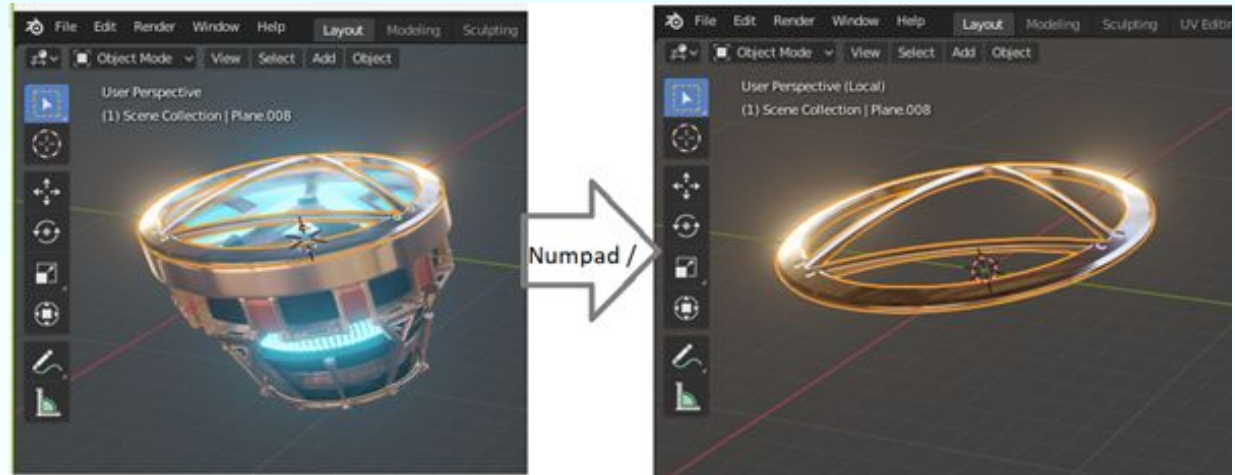 File Edit Render Window Help Layout Modeling Sculpting
Object Mode View Select Add Object
User Perspective
(1) Scene Collection | Plane.008
Numpad /
File Edit Render Window Help Layout Modeling Sculpting UV Editin
Object Mode View Select Add Object
User Perspective (Local)
(1) Scene Collection | Plane.008